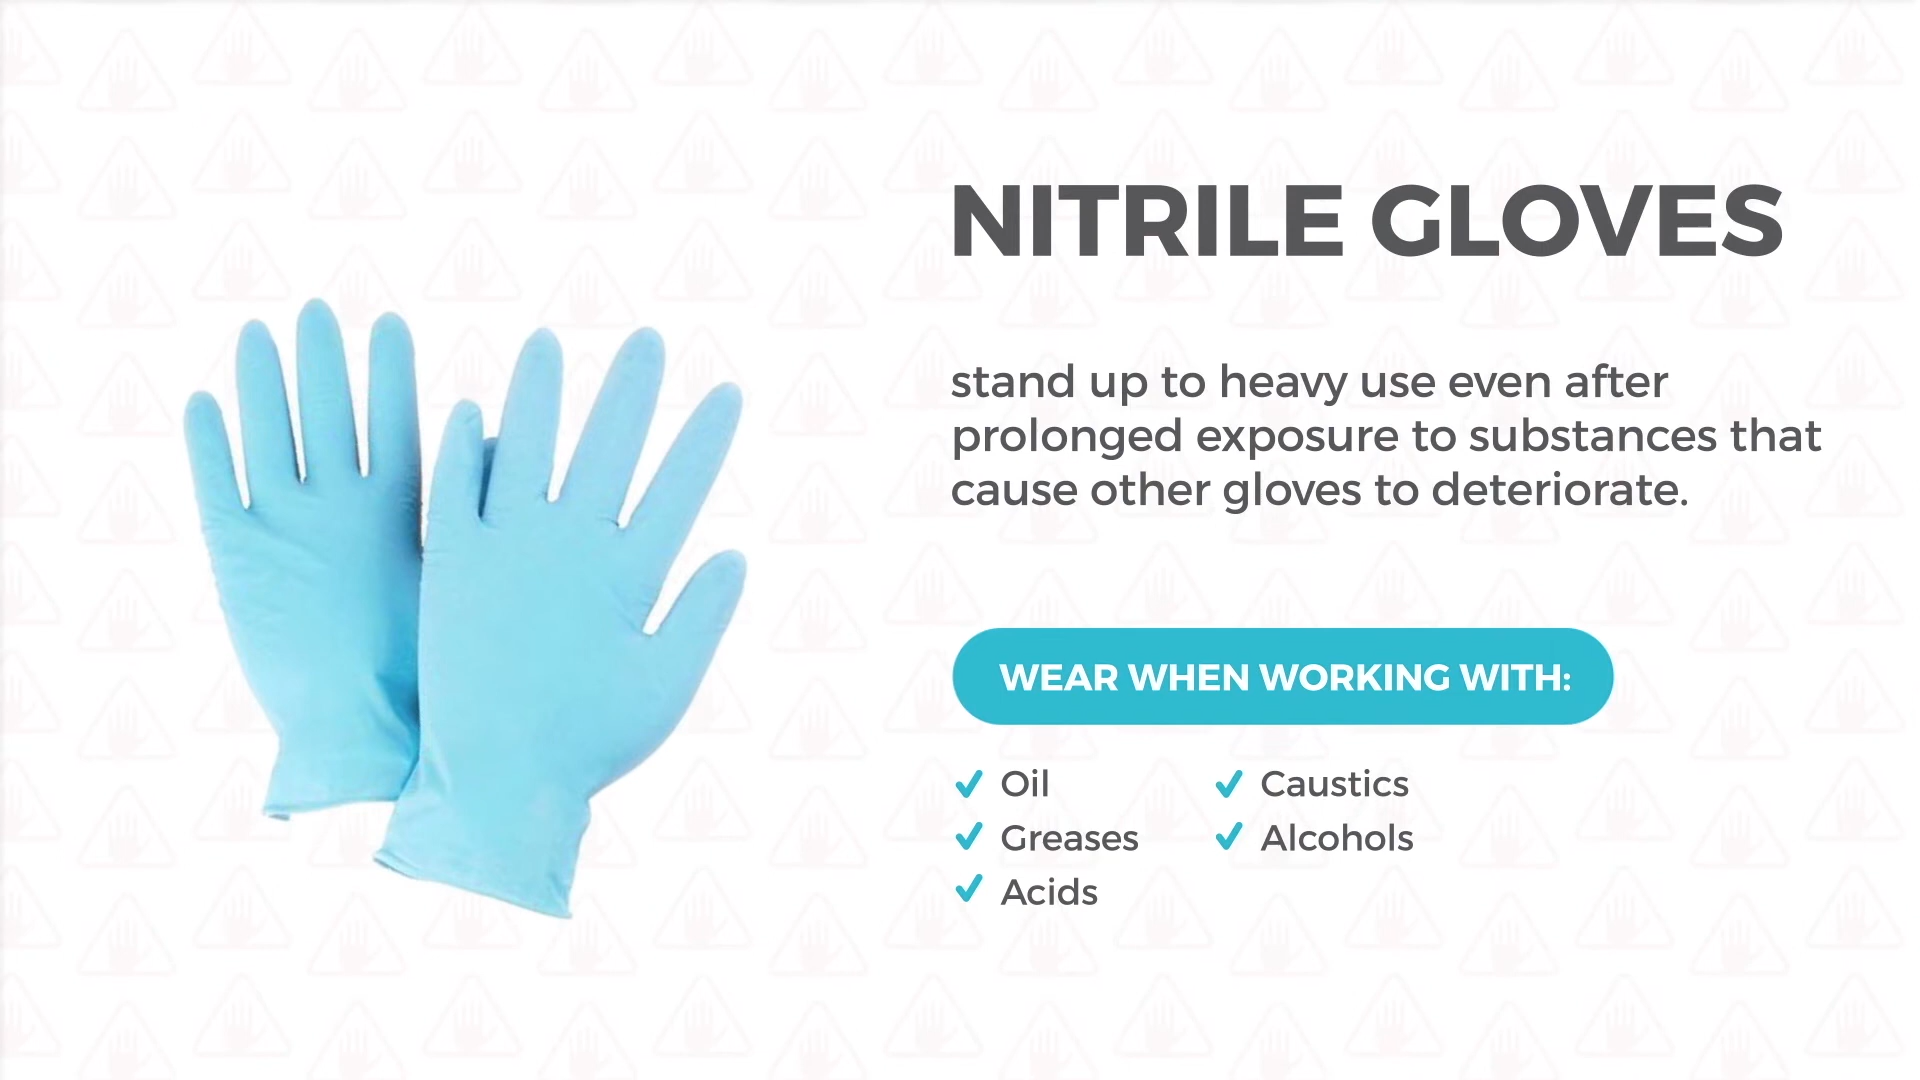 NITRILE GLOVES
stand up to heavy use even after
prolonged exposure to substances that
cause other gloves to deteriorate.
WEAR WHEN WORKING WITH:
Oil
Greases
Acids
Caustics
Alcohols